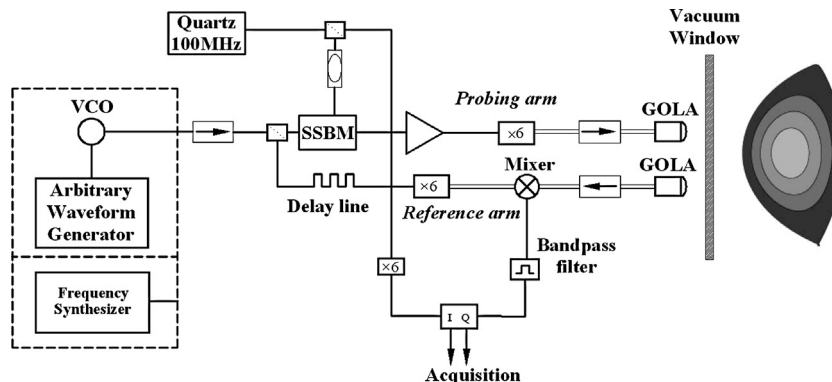 Quartz
100MHz
Vacuum
Window
VCO
Probing arm
GOLA
SSBM
×6
Mixer
GOLA
×6
Arbitrary
Waveform
Generator
Delay line
Reference arm
Bandpass
filter
×6
Frequency
Synthesizer
I Q
Acquisition